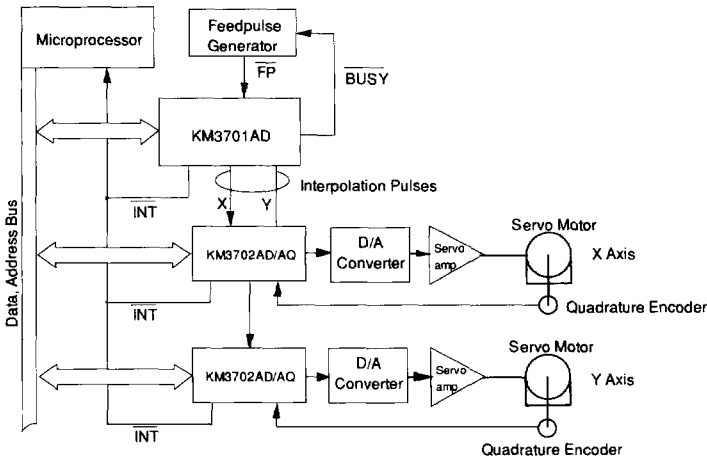 Microprocessor
Feedpulse
Generator
FP
BUSY
KM3701AD
Interpolation Pulses
INT
X
Y
Data, Address Bus
KM3702AD/AQ
D/A
Converter
Servo
amp
Servo Motor
X Axis
INT
Quadrature Encoder
KM3702AD/AQ
D/A
Converter
Servo
amp
Servo Motor
Y Axis
INT
Quadrature Encoder